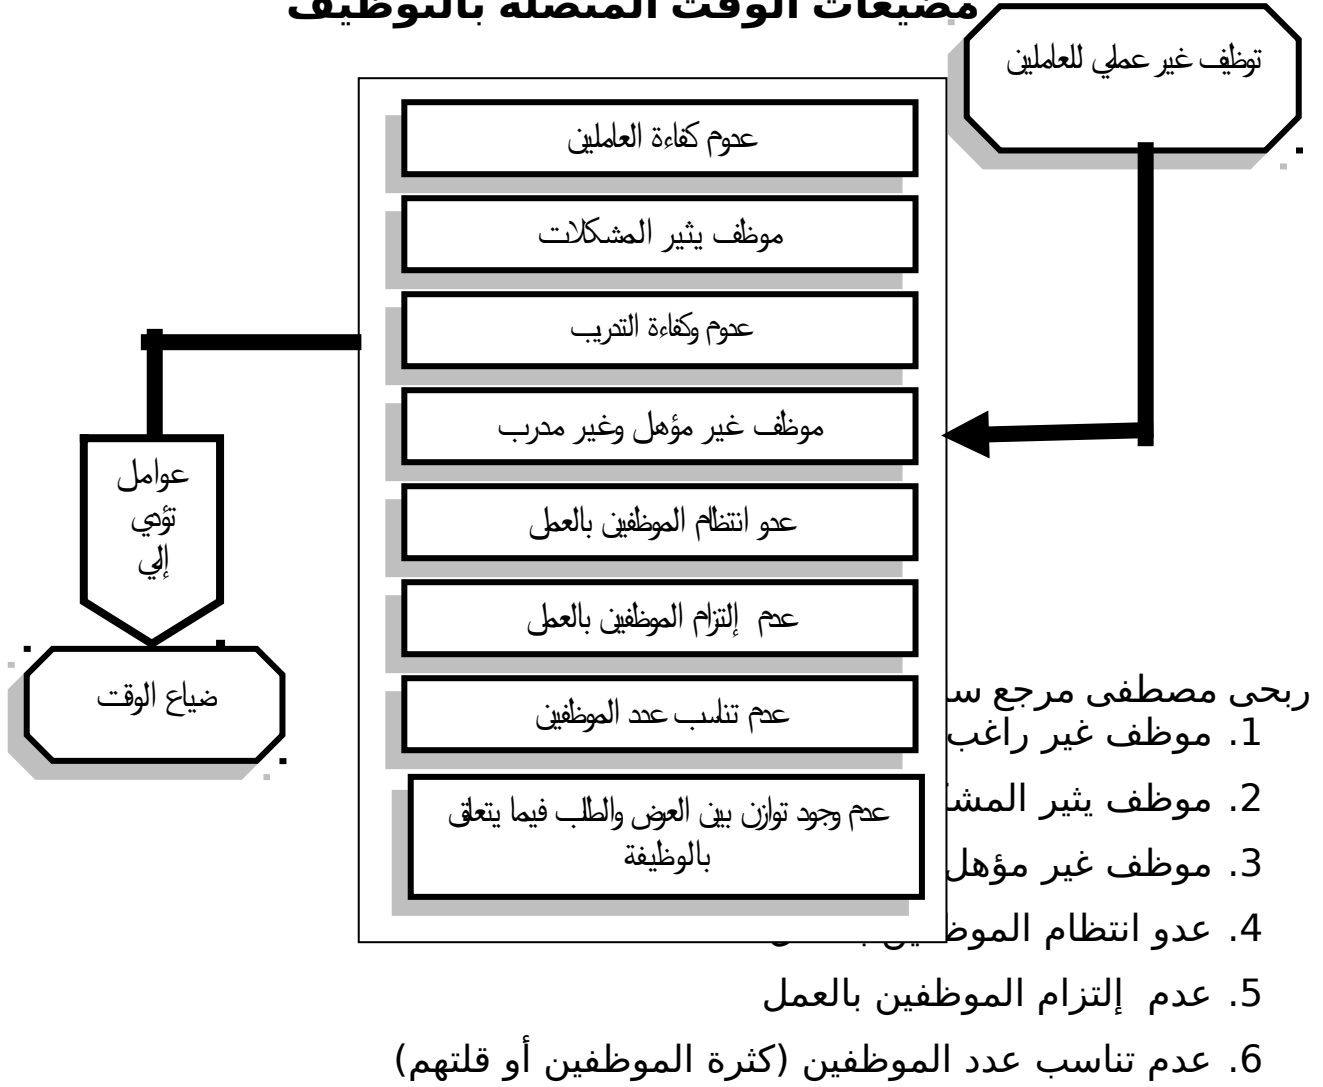 مضيعات الوقت المتصلة بالتوظيف
توظيف غير عملي للعاملين
عدوم كفاءة العاملين
موظف يثير المشكلات
عدوم وكفاءة التدريب
موظف غير مؤهل وغير مدرب
عدو انتظام الموظفين بالعمل
عدم إلتزام الموظفين بالعمل
عدم تناسب عدد الموظفين
عدم وجود توازن بين العرض والطلب فيما يتعلق
بالوظيفة
عوامل
تؤدي
إلي
ضياع الوقت
ربحى مصطفى مرجع
1. موظف غير راغب
2. موظف يثير
3. موظف غير مؤهل
4. عدو انتظام
5. عدم إلتزام الموظفين بالعمل
6. عدم تناسب عدد الموظفين (كثرة الموظفين أو قلتهم)